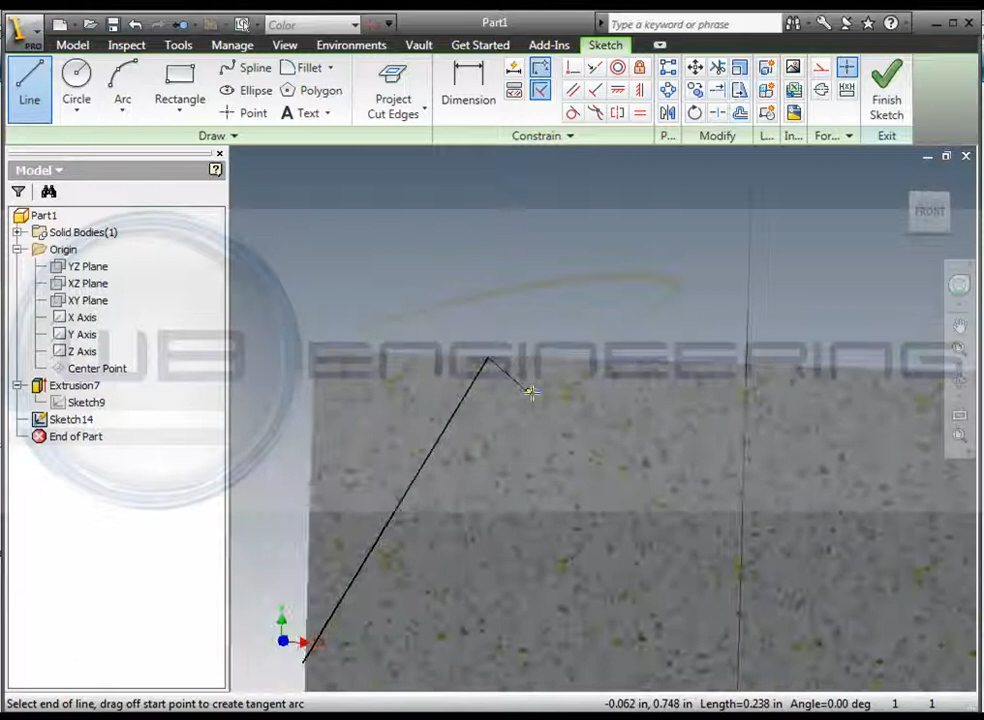 PRO
Color
Part1
Type a keyword or phrase
Model
Inspect
Tools
Manage
View
Environments
Vault
Get Started
Add-Ins
Sketch
Line
Circle
Arc
Rectangle
Spline
Fillet
Ellipse
Polygon
Point
Text
Project
Cut Edges
Dimension
Finish
Sketch
Draw
Constrain
P...
Modify
L...
In...
For...
Exit
Model
Part1
Solid Bodies(1)
Origin
YZ Plane
XZ Plane
XY Plane
X Axis
Y Axis
Z Axis
Center Point
Extrusion7
Sketch9
Sketch14
End of Part
FRONT
ENGINEERING
Select end of line, drag off start point to create tangent arc
-0.062 in, 0.748 in Length=0.238 in Angle=0.00 deg 1 1